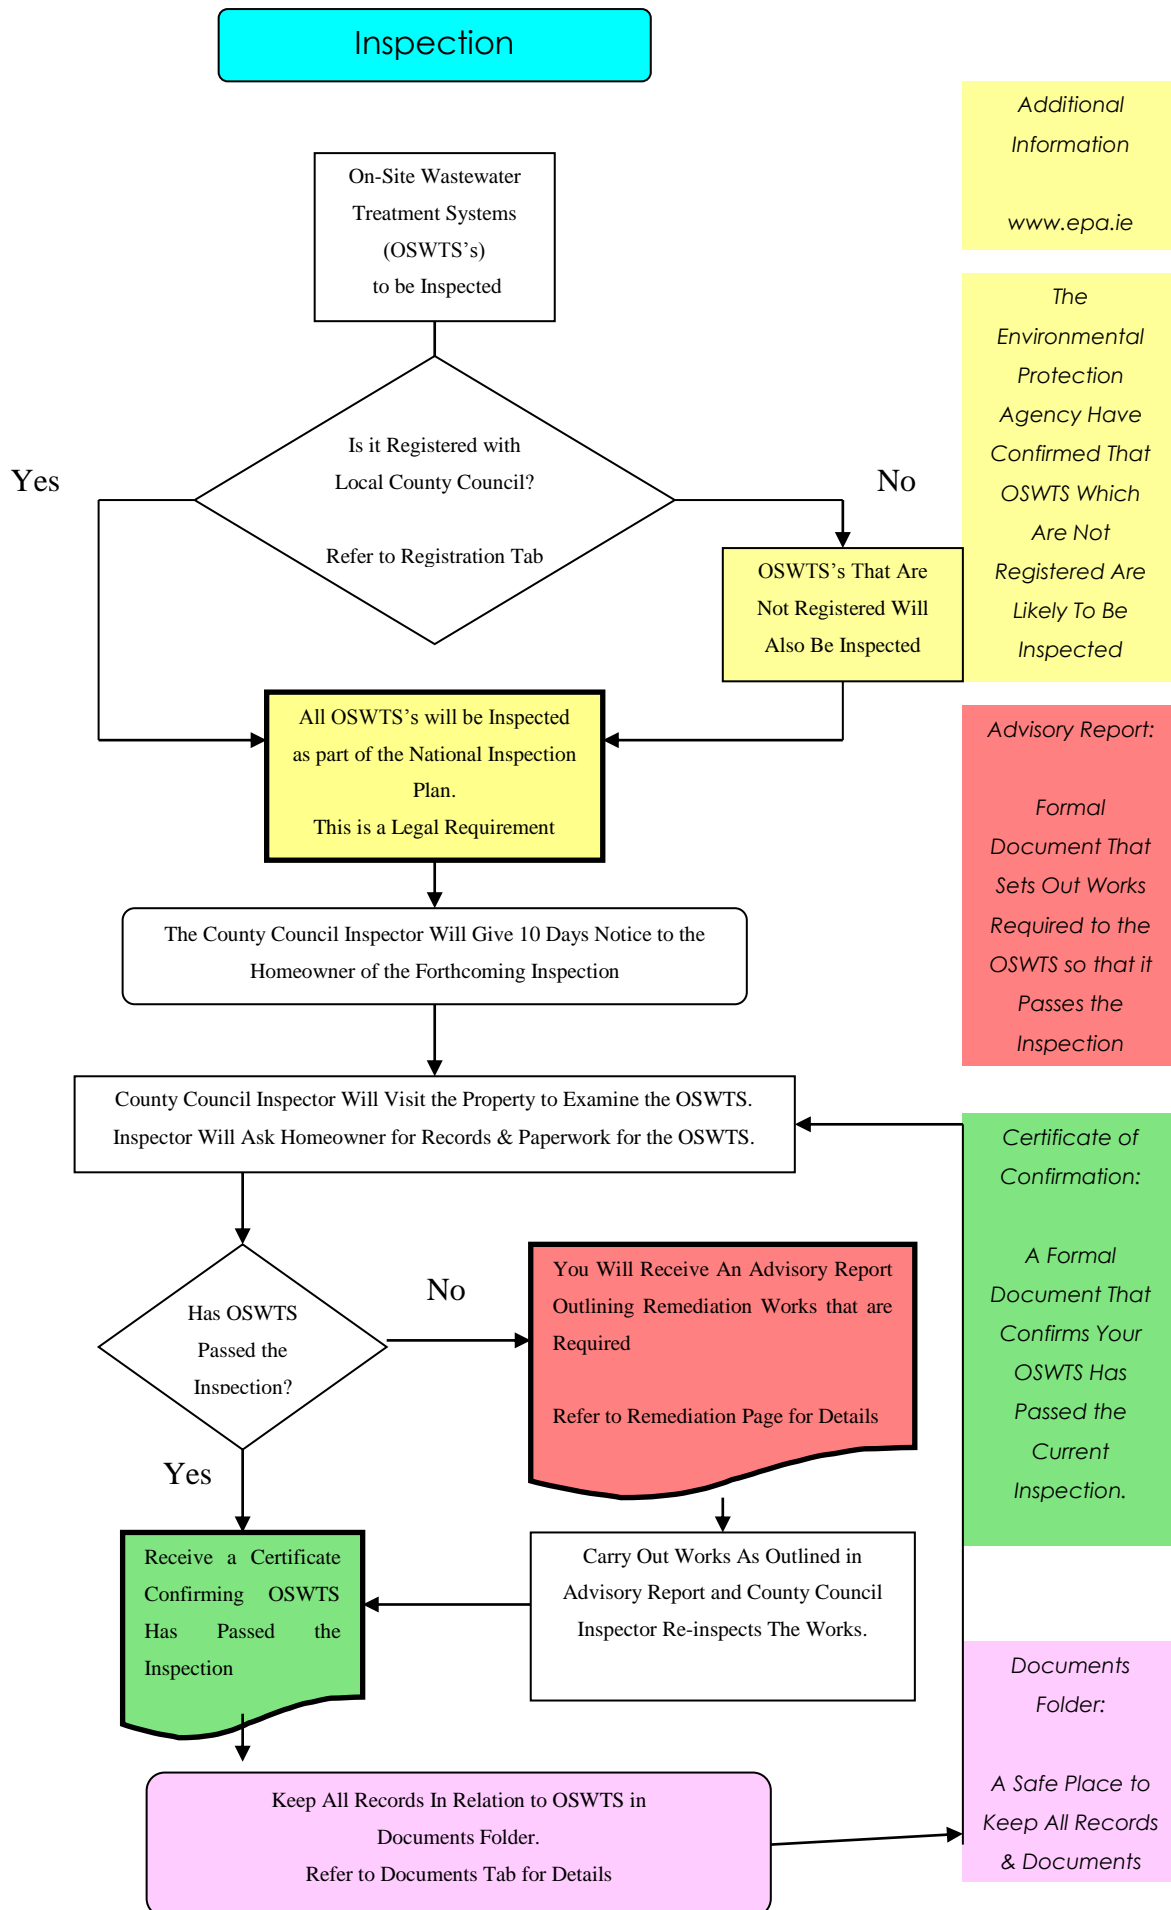 Inspection
On-Site Wastewater
Treatment Systems
(OSWTS’s)
to be Inspected
Is it Registered with
Local County Council?
Refer to Registration Tab
Yes
No
OSWTS’s That Are
Not Registered Will
Also Be Inspected
All OSWTS’s will be Inspected
as part of the National Inspection
Plan.
This is a Legal Requirement
The County Council Inspector Will Give 10 Days Notice to the
Homeowner of the Forthcoming Inspection
County Council Inspector Will Visit the Property to Examine the OSWTS.
Inspector Will Ask Homeowner for Records & Paperwork for the OSWTS.
Has OSWTS
Passed the
Inspection?
No
Yes
You Will Receive An Advisory Report
Outlining Remediation Works that are
Required
Refer to Remediation Page for Details
Carry Out Works As Outlined in
Advisory Report and County Council
Inspector Re-inspects The Works.
Receive a Certificate
Confirming OSWTS
Has Passed the
Inspection
Keep All Records In Relation to OSWTS in
Documents Folder.
Refer to Documents Tab for Details
Additional
Information
www.epa.ie
The
Environmental
Protection
Agency Have
Confirmed That
OSWTS Which
Are Not
Registered Are
Likely To Be
Inspected
Advisory Report:
Formal
Document That
Sets Out Works
Required to the
OSWTS so that it
Passes the
Inspection
Certificate of
Confirmation:
A Formal
Document That
Confirms Your
OSWTS Has
Passed the
Current
Inspection.
Documents
Folder:
A Safe Place to
Keep All Records
& Documents